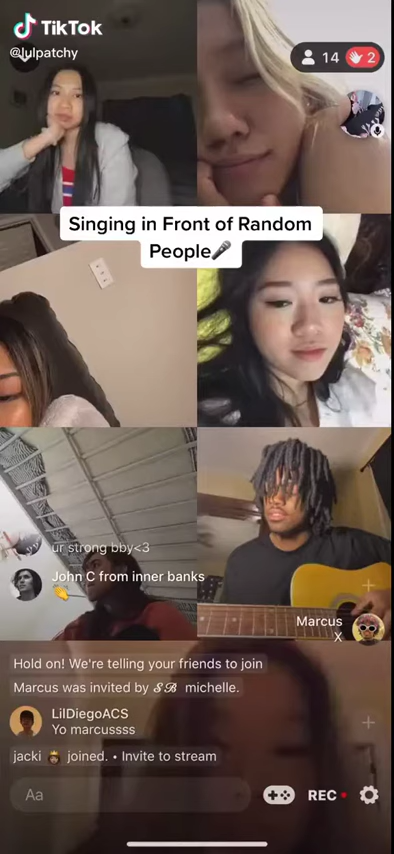 TikTok
@lulpatchy
14
2
Singing in Front of Random
People🎤
ur strong bby<3
John C from inner banks
👏
Marcus
X
Hold on! We're telling your friends to join
Marcus was invited by 𝒮ℬ michelle.
LilDiegoACS
Yo marcussss
jacki 🤴🏽 joined. • Invite to stream
Aa
REC